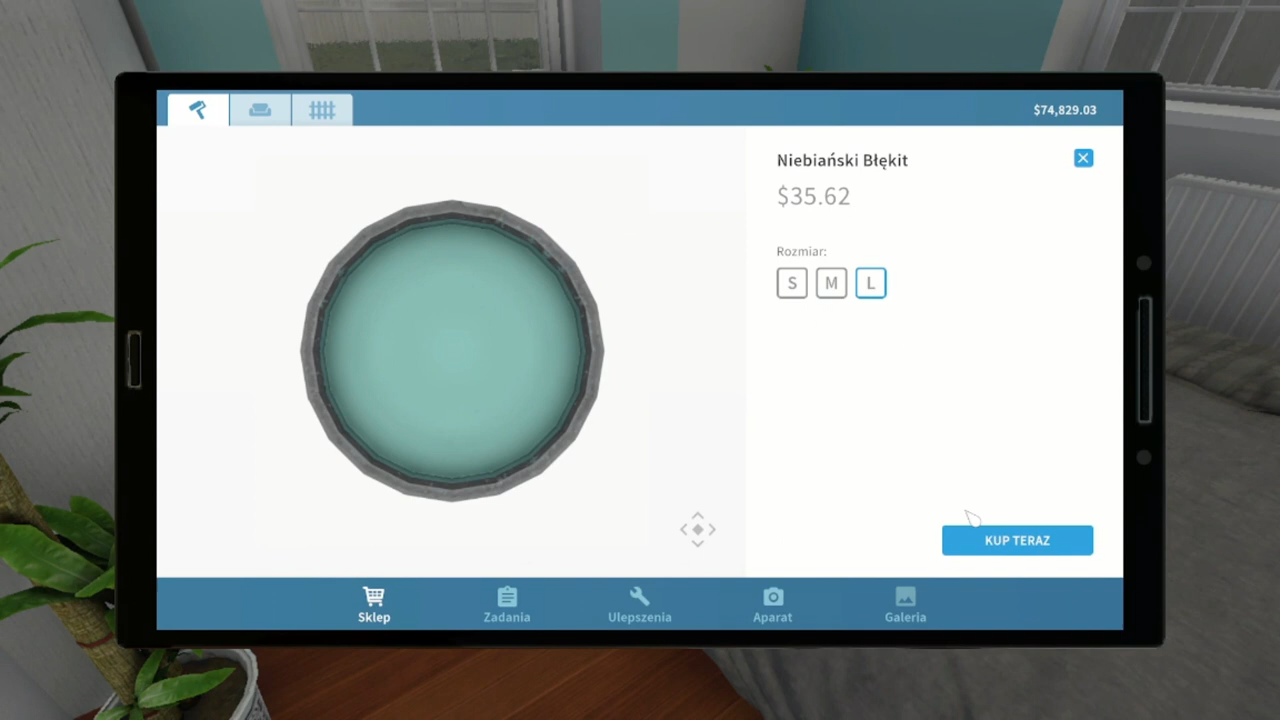 $74,829.03
Niebiański Błękit
$35.62
Rozmiar:
S M L
KUP TERAZ
Sklep Zadania Ulepszenia Aparat Galeria